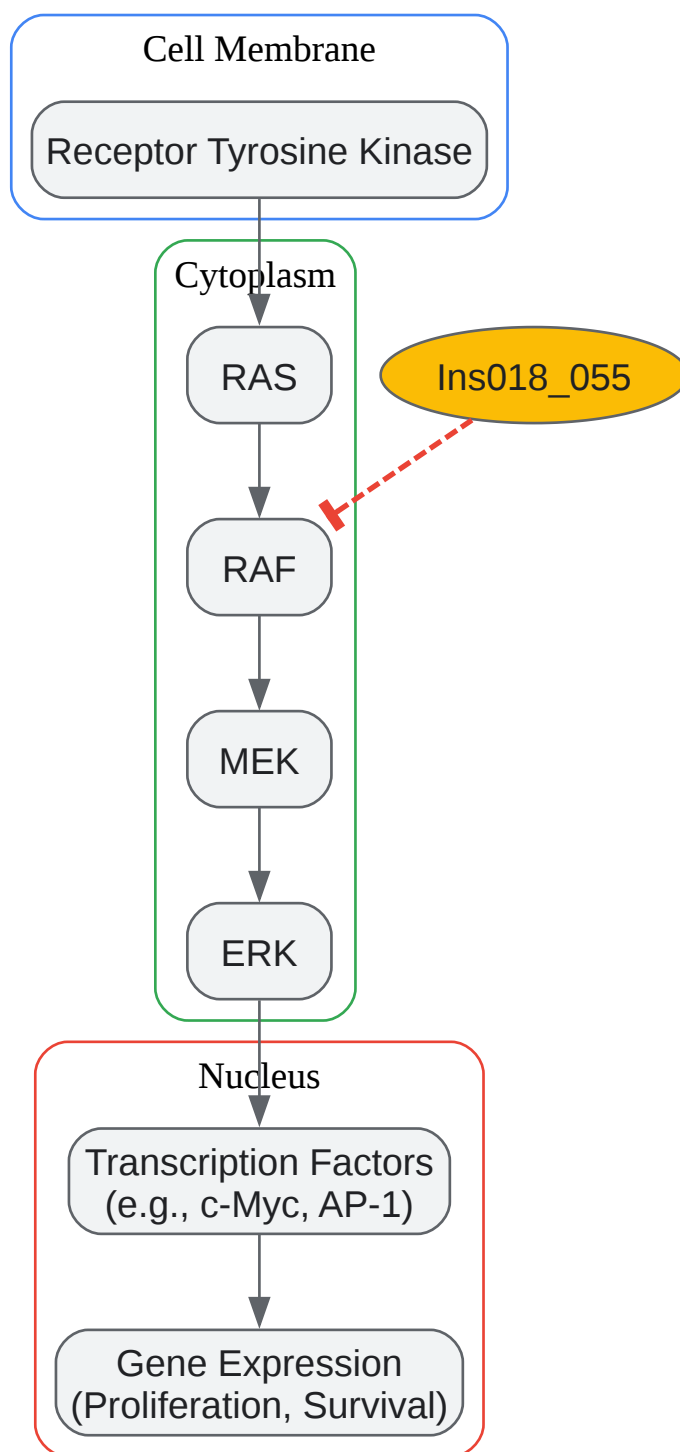 Cell Membrane
Receptor Tyrosine Kinase
Cytoplasm
RAS
Ins018_055
RAF
MEK
ERK
Nucleus
Transcription Factors
(e.g., c-Myc, AP-1)
Gene Expression
(Proliferation, Survival)